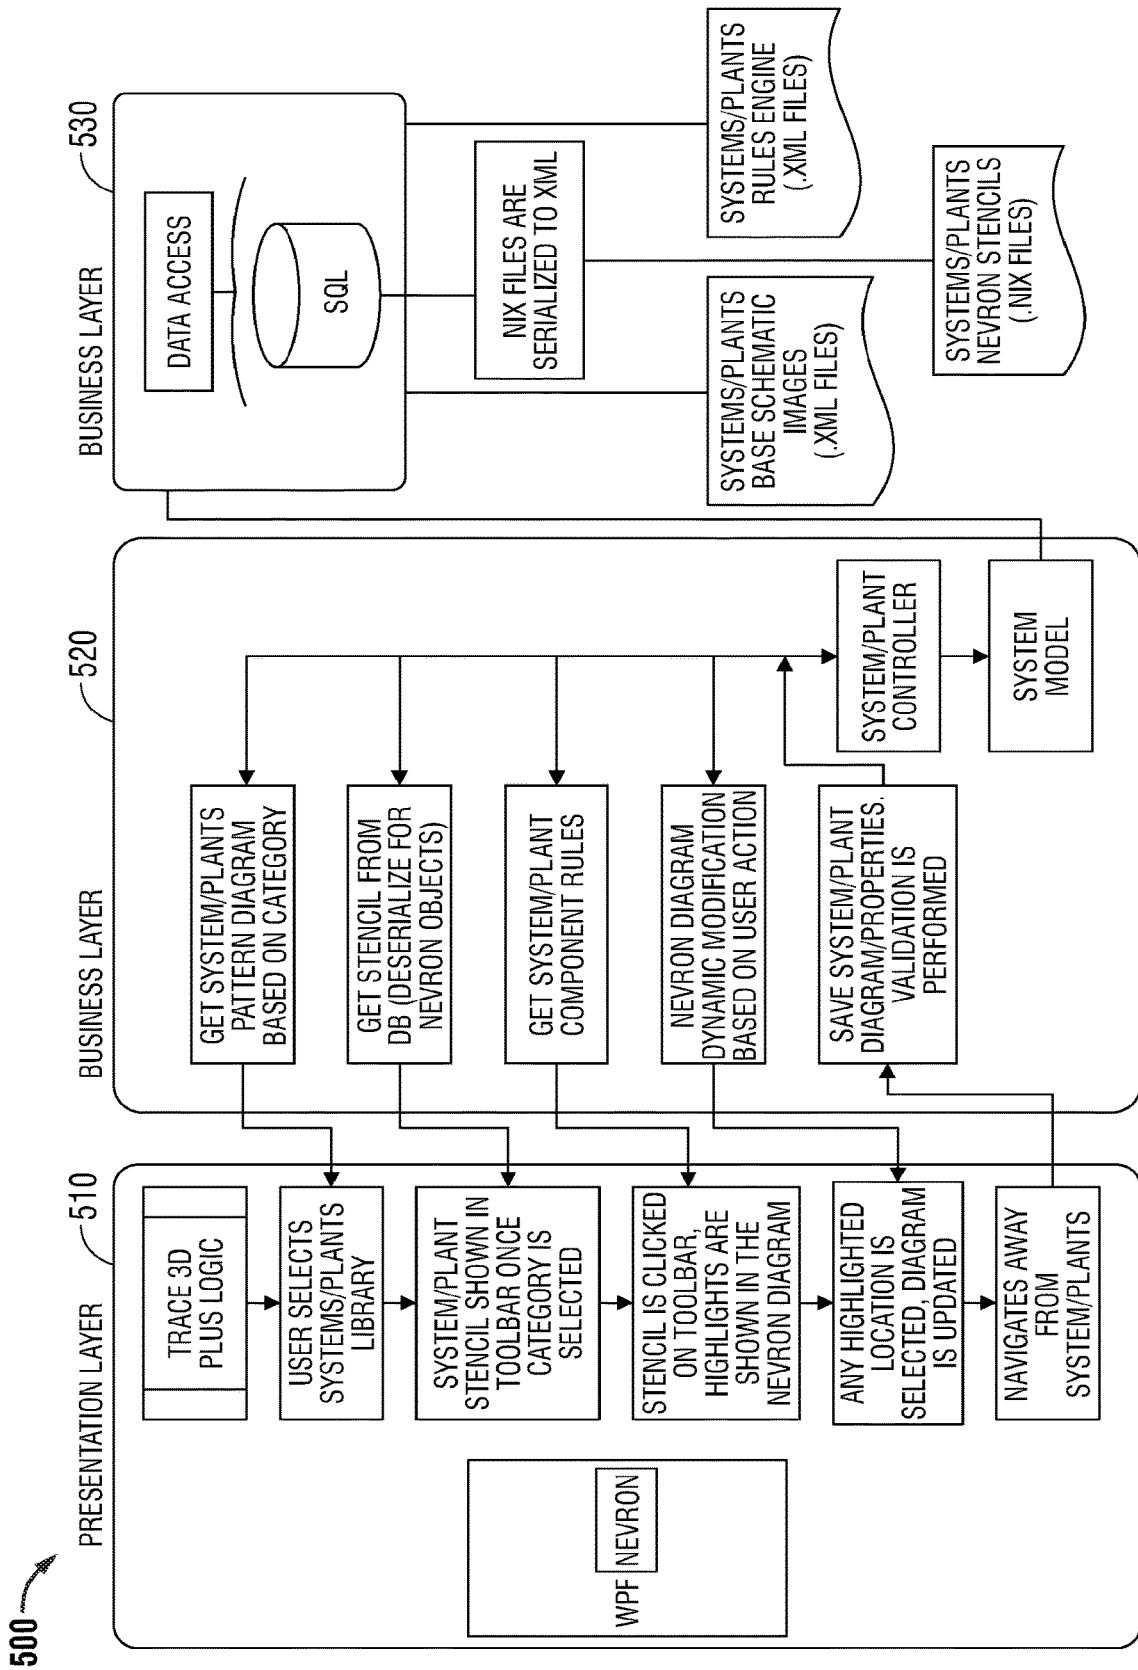 500
PRESENTATION LAYER
510
TRACE 3D
PLUS LOGIC
USER SELECTS
SYSTEMS/PLANTS
LIBRARY
SYSTEM/PLANT
STENCIL SHOWN IN
TOOLBAR ONCE
CATEGORY IS
SELECTED
STENCIL IS CLICKED
ON TOOLBAR,
HIGHLIGHTS ARE
SHOWN IN THE
NEVRON DIAGRAM
ANY HIGHLIGHTED
LOCATION IS
SELECTED, DIAGRAM
IS UPDATED
NAVIGATES AWAY
FROM
SYSTEM/PLANTS
WPF
NEVRON
BUSINESS LAYER
520
GET SYSTEM/PLANTS
PATTERN DIAGRAM
BASED ON CATEGORY
GET STENCIL FROM
DB (DESERIALIZE FOR
NEVRON OBJECTS)
GET SYSTEM/PLANT
COMPONENT RULES
NEVRON DIAGRAM
DYNAMIC MODIFICATION
BASED ON USER ACTION
SAVE SYSTEM/PLANT
DIAGRAM/PROPERTIES.
VALIDATION IS
PERFORMED
SYSTEM/PLANT
CONTROLLER
SYSTEM
MODEL
BUSINESS LAYER
530
DATA ACCESS
SQL
NIX FILES ARE
SERIALIZED TO XML
SYSTEMS/PLANTS
BASE SCHEMATIC
IMAGES
(.XML FILES)
SYSTEMS/PLANTS
RULES ENGINE
(.XML FILES)
SYSTEMS/PLANTS
NEVRON STENCILS
(.NIX FILES)